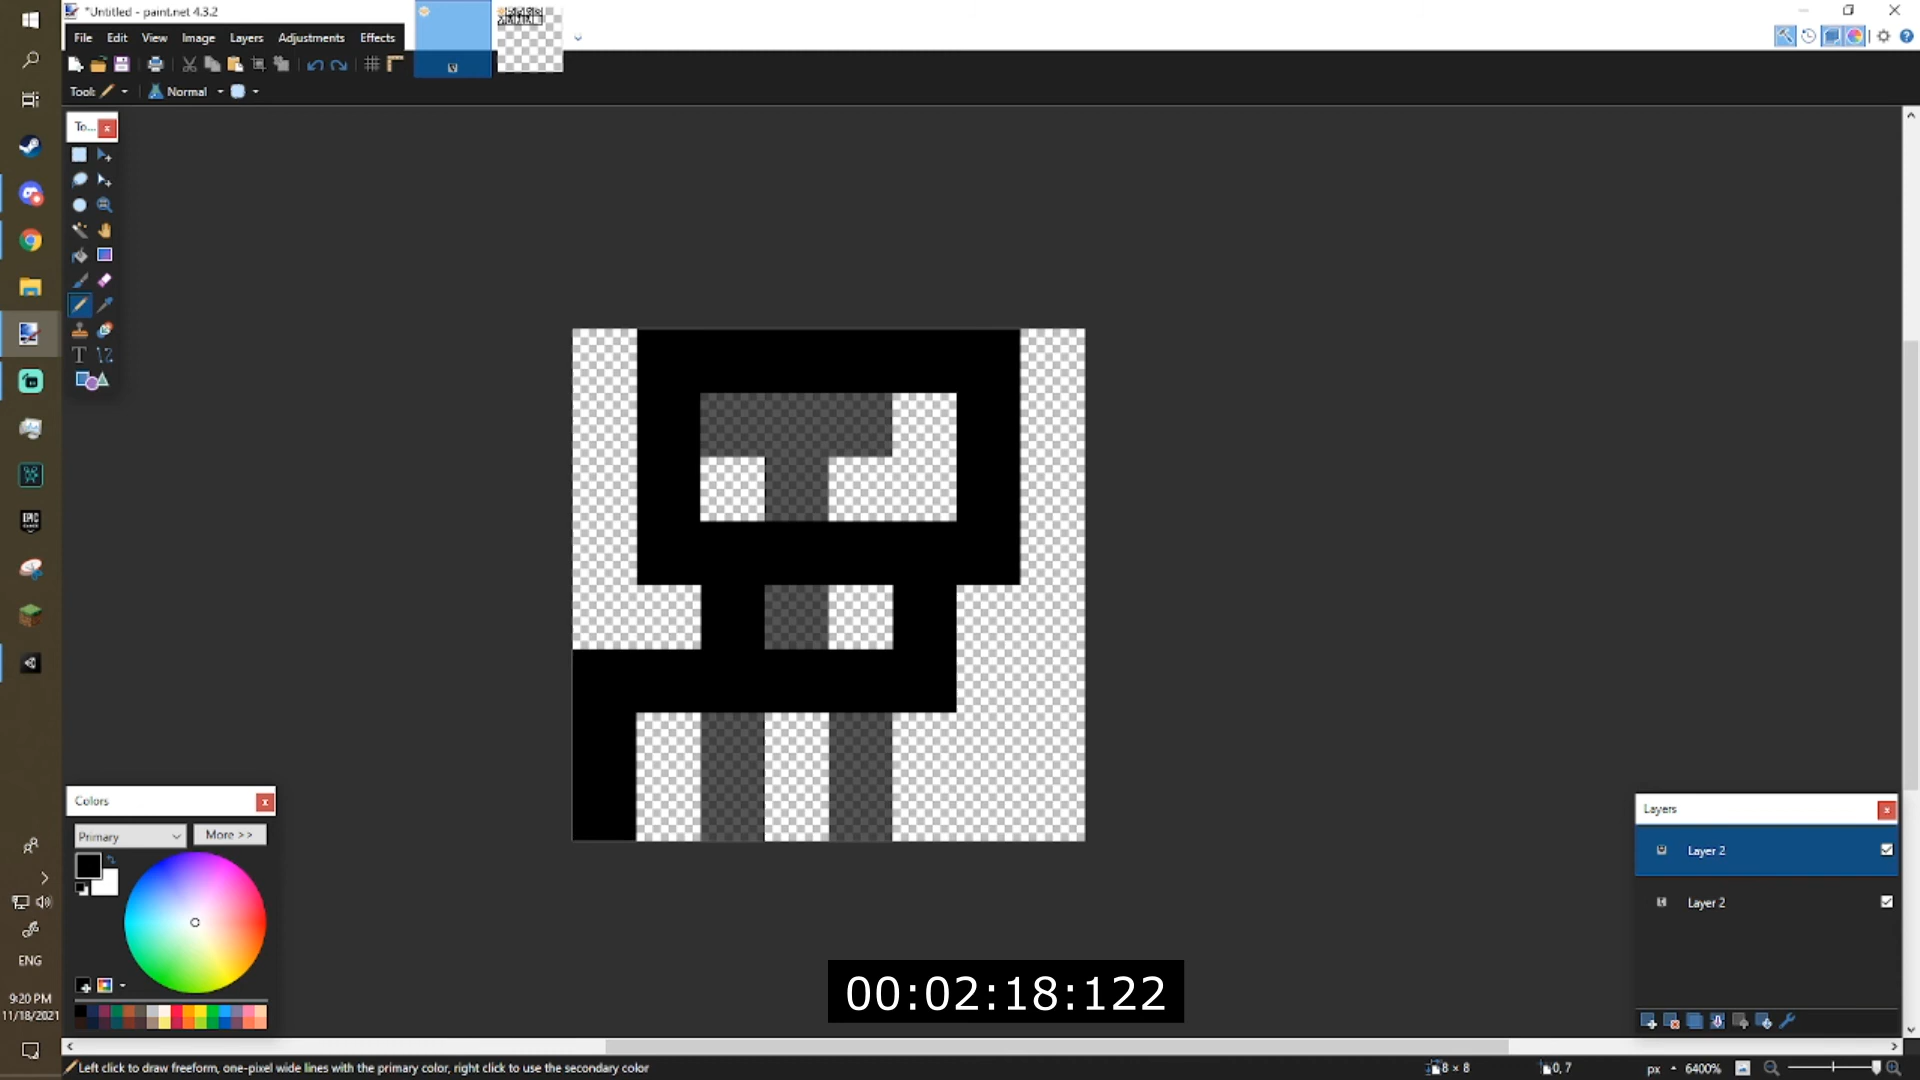 *Untitled - paint.net 4.3.2
File Edit View Image Layers Adjustments Effects
Tool: Normal
To...
Colors
Primary More >>
Layers
Layer 2
Layer 2
EPIC
ENG
9:20 PM
11/18/2021
00:02:18:122
Left click to draw freeform, one-pixel wide lines with the primary color, right click to use the secondary color
8 × 8
0, 7
px
6400%